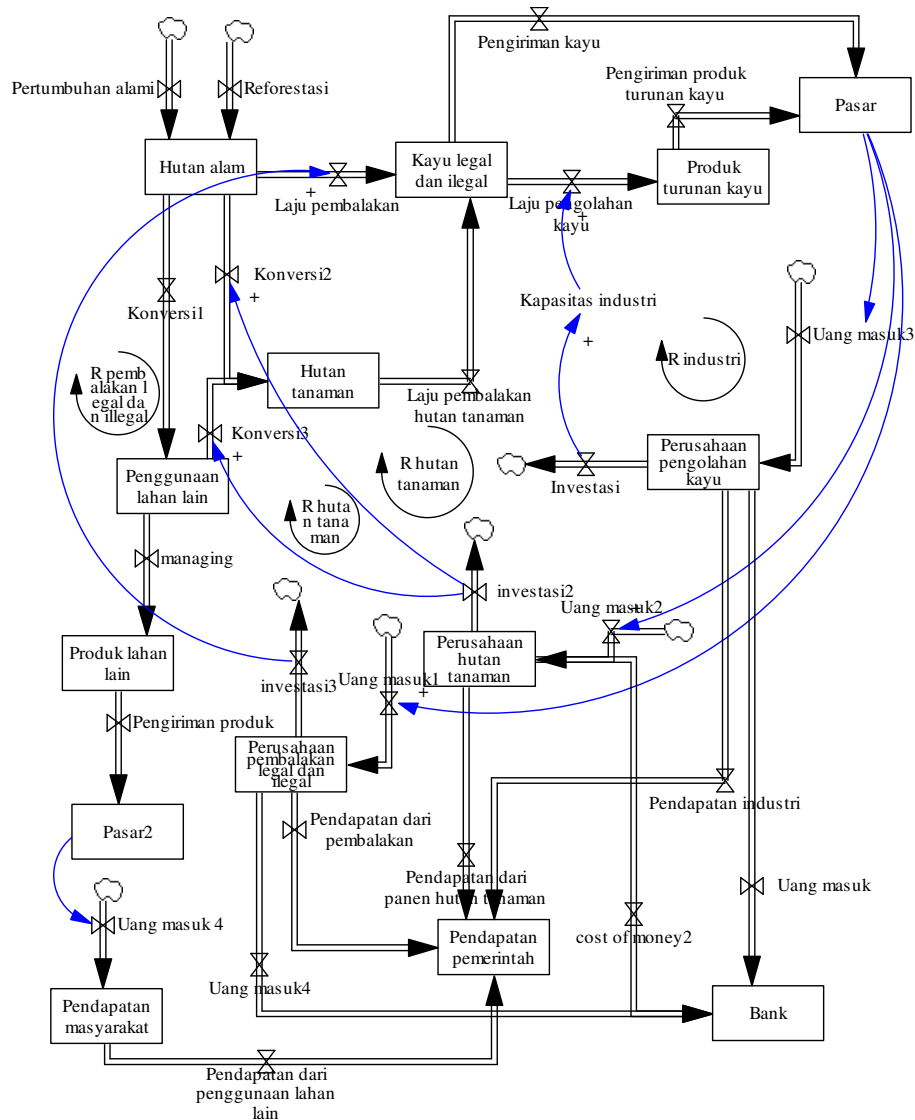 Pengiriman kayu
Pertumbuhan alami
Reforestasi
Pengiriman produk
turunan kayu
Pasar
Hutan alam
Kayu legal
dan ilegal
Produk
turunan kayu
+
Laju pembalakan
Laju pengolahan
kayu
+
Konversi2
+
Konversi1
Kapasitas industri
+
Uang masuk3
R pemb
alakan l
egal da
n illegal
Hutan
tanaman
Laju pembalakan
hutan tanaman
R industri
Konversi3
+
R hutan
tanaman
Perusahaan
pengolahan
kayu
Penggunaan
lahan lain
R huta
n tana
man
Investasi
managing
investasi2
Uang masuk2
+
Produk lahan
lain
investasi3
Uang masuk1
+
Perusahaan
hutan
tanaman
Pengiriman produk
Perusahaan
pembalakan
legal dan
ilegal
Pendapatan industri
Pasar2
Pendapatan dari
pembalakan
Pendapatan dari
panen hutan tanaman
Uang masuk
Uang masuk 4
cost of money2
Pendapatan
pemerintah
Uang masuk4
Pendapatan
masyarakat
Bank
Pendapatan dari
penggunaan lahan
lain